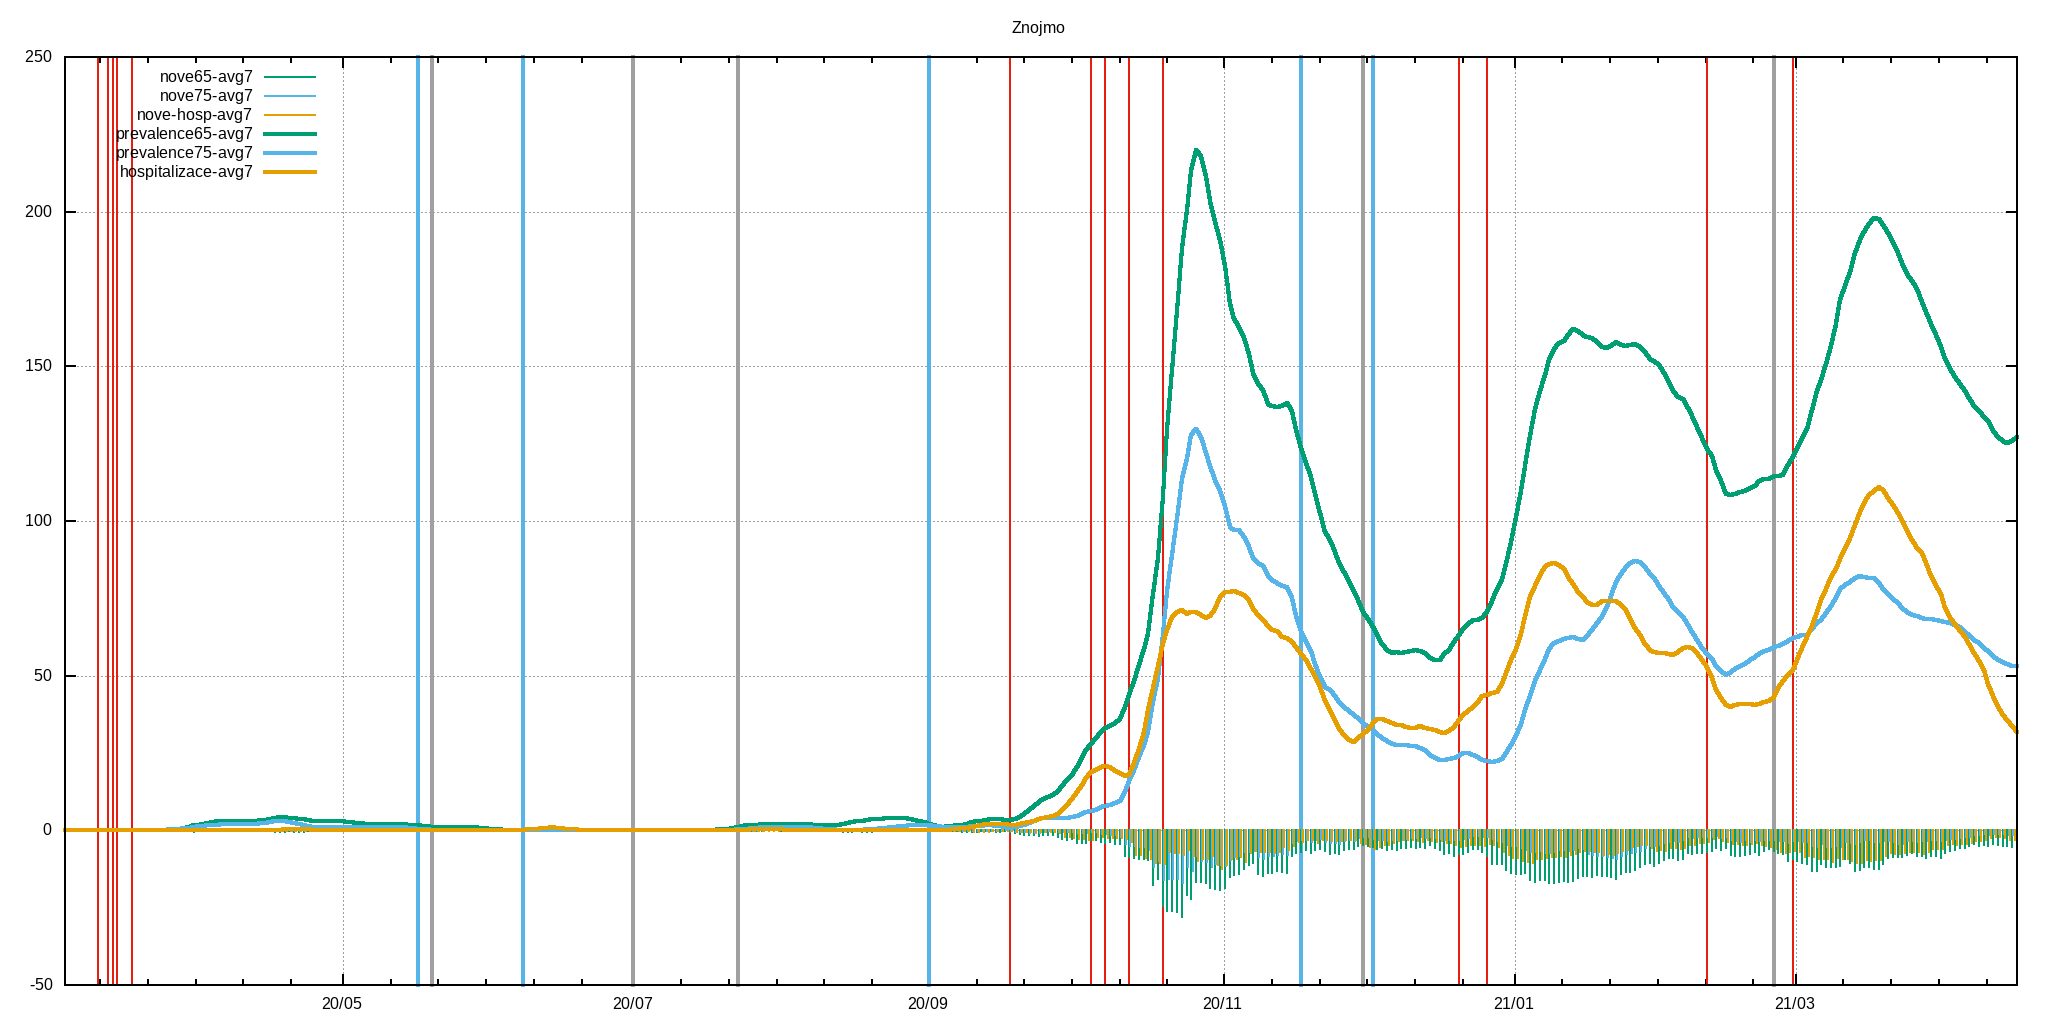 Znojmo
250
200
150
100
50
0
-50
nove65-avg7
nove75-avg7
nove-hosp-avg7
prevalence65-avg7
prevalence75-avg7
hospitalizace-avg7
20/05
20/07
20/09
20/11
21/01
21/03